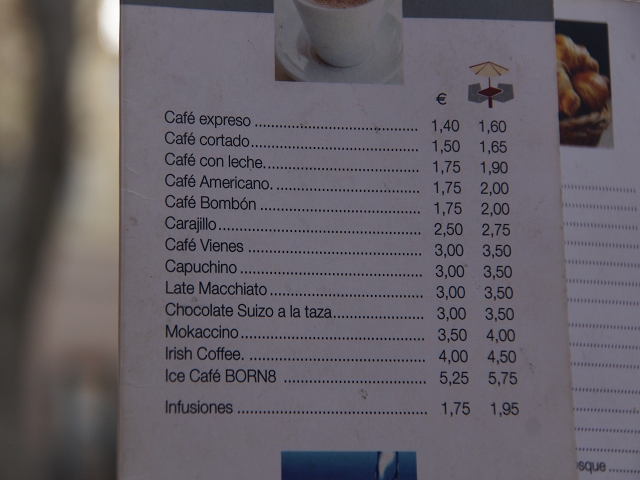 €
Café expreso ............ 1,40 1,60
Café cortado............ 1,50 1,65
Café con leche............ 1,75 1,90
Café Americano. ............ 1,75 2,00
Café Bombón ............ 1,75 2,00
Carajillo............ 2,50 2,75
Café Vienes ............ 3,00 3,50
Capuchino ............ 3,00 3,50
Late Macchiato ............ 3,00 3,50
Chocolate Suizo a la taza............ 3,00 3,50
Mokaccino............ 3,50 4,00
Irish Coffee. ............ 4,00 4,50
Ice Café BORN8 ............ 5,25 5,75
Infusiones ............ 1,75 1,95
osque